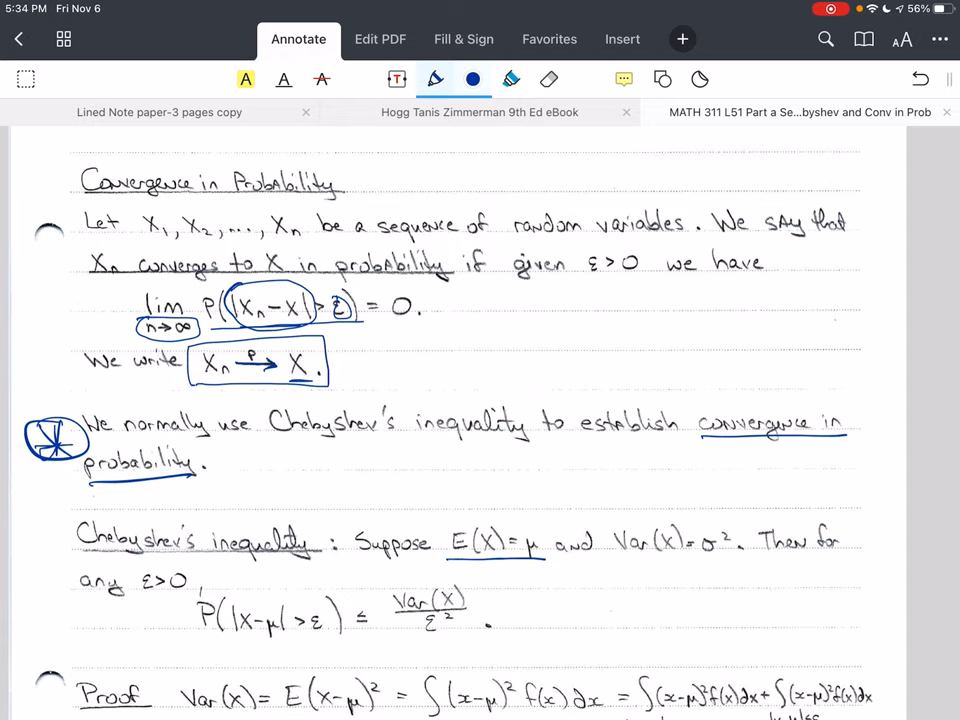 5:34 PM Fri Nov 6 56%
Annotate Edit PDF Fill & Sign Favorites Insert
Lined Note paper-3 pages copy Hogg Tanis Zimmerman 9th Ed eBook MATH 311 L51 Part a Se...byshev and Conv in Prob
Convergence in Probability
Let X₁, X₂, ..., Xₙ be a sequence of random variables. We say that
Xₙ converges to X in probability if given ε > 0 we have
lim n→∞ P(|Xₙ - X| > ε) = 0.
We write Xₙ →ᵖ X.
We normally use Chebyshev's inequality to establish convergence in
probability.
Chebyshev's inequality : Suppose E(X) = μ and Var(X) = σ². Then for
any ε > 0,
P(|X-μ| > ε) ≤ Var(X)/ε².
Proof Var(X) = E(X-μ)² = ∫(x-μ)² f(x) dx = ∫(x-μ)² f(x) dx + ∫(x-μ)² f(x) dx